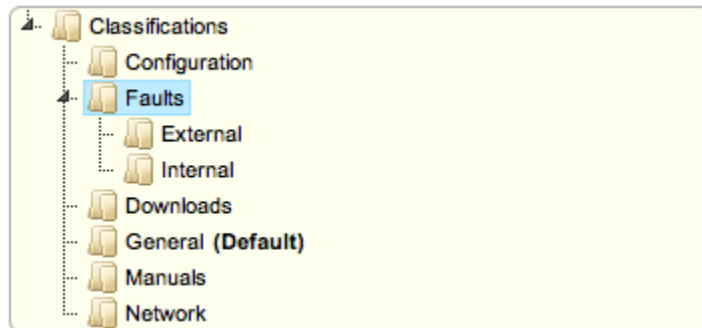 Classifications
Configuration
Faults
External
Internal
Downloads
General (Default)
Manuals
Network